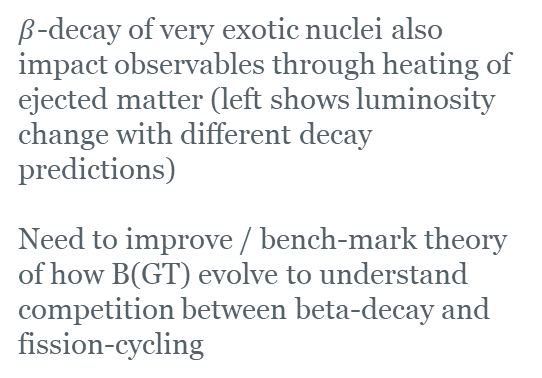 β-decay of very exotic nuclei also
impact observables through heating of
ejected matter (left shows luminosity
change with different decay
predictions)
Need to improve / bench-mark theory
of how B(GT) evolve to understand
competition between beta-decay and
fission-cycling